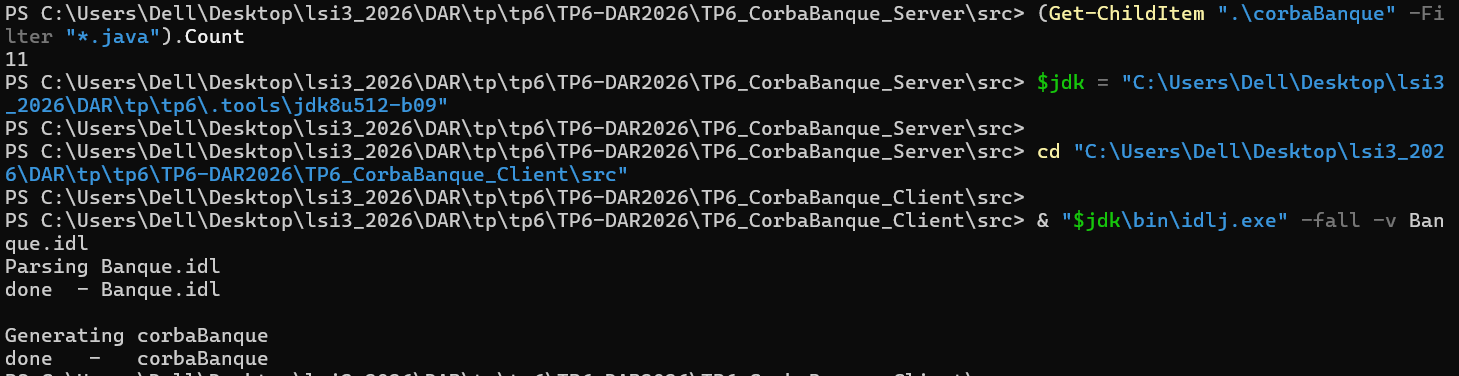 PS C:\Users\Dell\Desktop\lsi3_2026\DAR\tp\tp6\TP6-DAR2026\TP6_CorbaBanque_Server\src> (Get-ChildItem ".\corbaBanque" -Fi
lter "*.java").Count
11
PS C:\Users\Dell\Desktop\lsi3_2026\DAR\tp\tp6\TP6-DAR2026\TP6_CorbaBanque_Server\src> $jdk = "C:\Users\Dell\Desktop\lsi3
_2026\DAR\tp\tp6\.tools\jdk8u512-b09"
PS C:\Users\Dell\Desktop\lsi3_2026\DAR\tp\tp6\TP6-DAR2026\TP6_CorbaBanque_Server\src>
PS C:\Users\Dell\Desktop\lsi3_2026\DAR\tp\tp6\TP6-DAR2026\TP6_CorbaBanque_Server\src> cd "C:\Users\Dell\Desktop\lsi3_202
6\DAR\tp\tp6\TP6-DAR2026\TP6_CorbaBanque_Client\src"
PS C:\Users\Dell\Desktop\lsi3_2026\DAR\tp\tp6\TP6-DAR2026\TP6_CorbaBanque_Client\src>
PS C:\Users\Dell\Desktop\lsi3_2026\DAR\tp\tp6\TP6-DAR2026\TP6_CorbaBanque_Client\src> & "$jdk\bin\idlj.exe" -fall -v Ban
que.idl
Parsing Banque.idl
done  - Banque.idl

Generating corbaBanque
done   -   corbaBanque